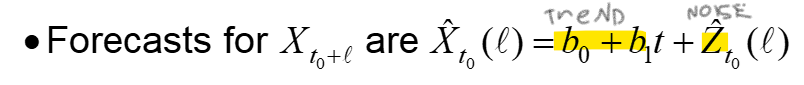 TreND NOISE
• Forecasts for X_{t_0+ℓ} are X̂_{t_0}(ℓ) = b_0 + b_1t + Ẑ_{t_0}(ℓ)